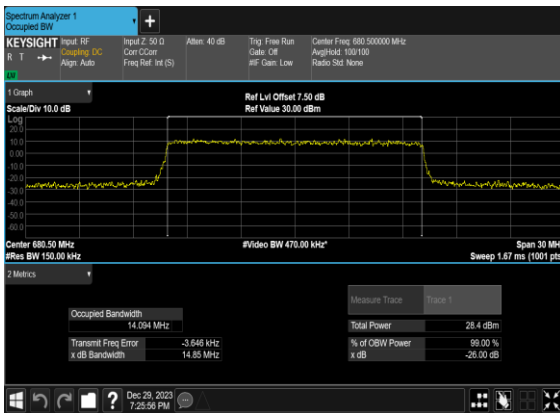 Spectrum Analyzer 1
Occupied BW
KEYSIGHT
R T
LV
Input: RF
Coupling: DC
Align: Auto
Input Z: 50 Ω
Corr CCorr
Freq Ref: Int (S)
Atten: 40 dB
Trig: Free Run
Gate: Off
#IF Gain: Low
Center Freq: 680.500000 MHz
Avg|Hold: 100/100
Radio Std: None
1 Graph
Scale/Div 10.0 dB
Ref Lvl Offset 7.50 dB
Ref Value 30.00 dBm
Log
20.0
10.0
0.00
-10.0
-20.0
-30.0
-40.0
-50.0
-60.0
Center 680.50 MHz
#Res BW 150.00 kHz
#Video BW 470.00 kHz*
Span 30 MH
Sweep 1.67 ms (1001 pts
2 Metrics
Measure Trace Trace 1
Occupied Bandwidth
14.094 MHz
Total Power 28.4 dBm
Transmit Freq Error -3.646 kHz
% of OBW Power 99.00 %
x dB Bandwidth 14.85 MHz
x dB -26.00 dB
?
Dec 29, 2023
7:25:56 PM